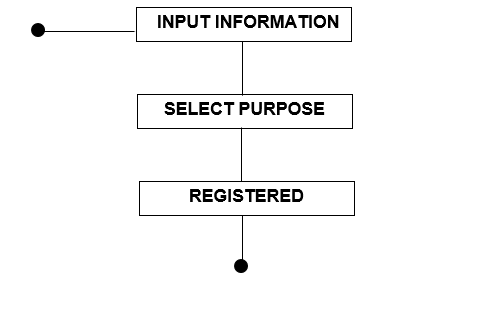 INPUT INFORMATION
SELECT PURPOSE
REGISTERED